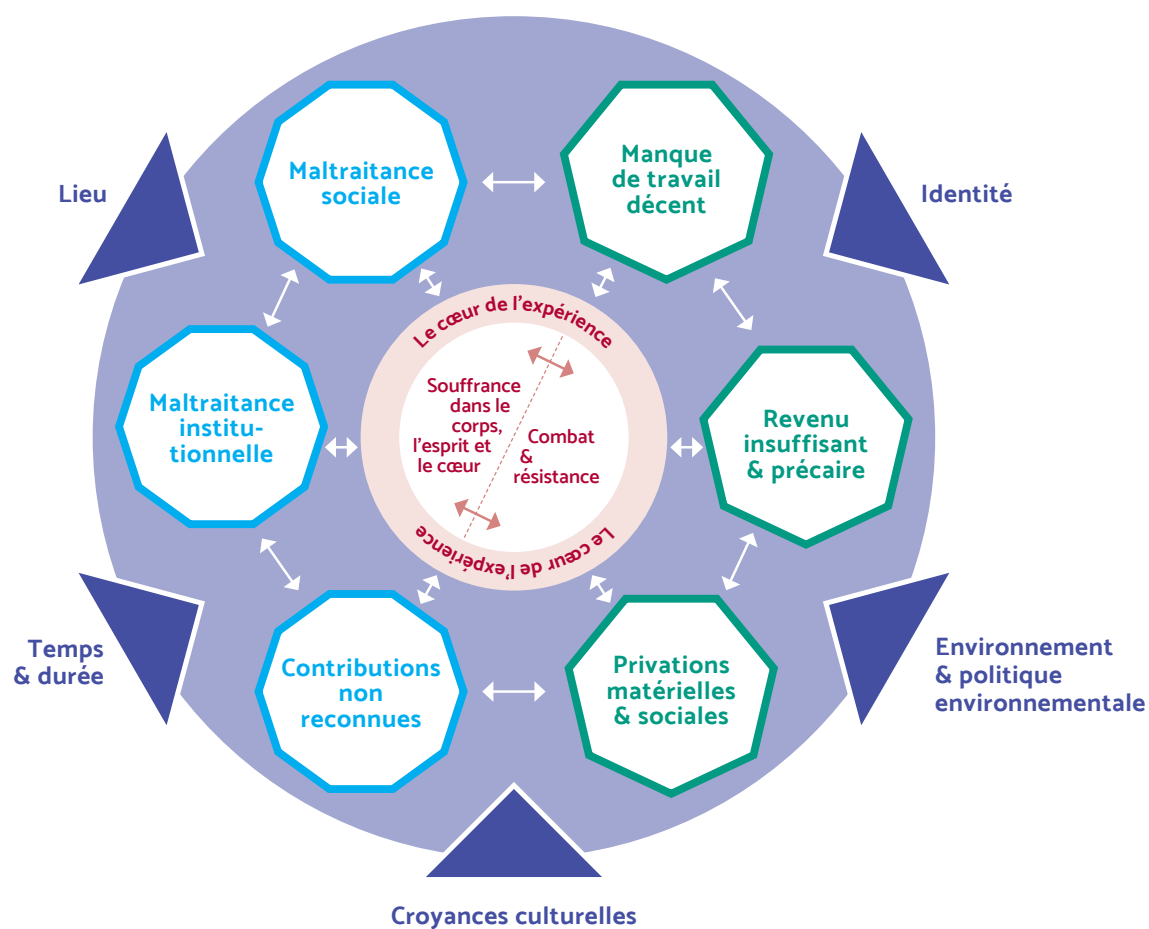 Maltraitance
sociale
Manque
de travail
décent
Lieu
Identité
Le cœur de l'expérience
Souffrance
dans le
corps,
l'esprit et
le cœur
Combat
&
résistance
Le cœur de l'expérience
Maltraitance
institu-
tionnelle
Revenu
insuffisant
& précaire
Temps
& durée
Contributions
non
reconnues
Privations
matérielles
& sociales
Environnement
& politique
environnementale
Croyances culturelles